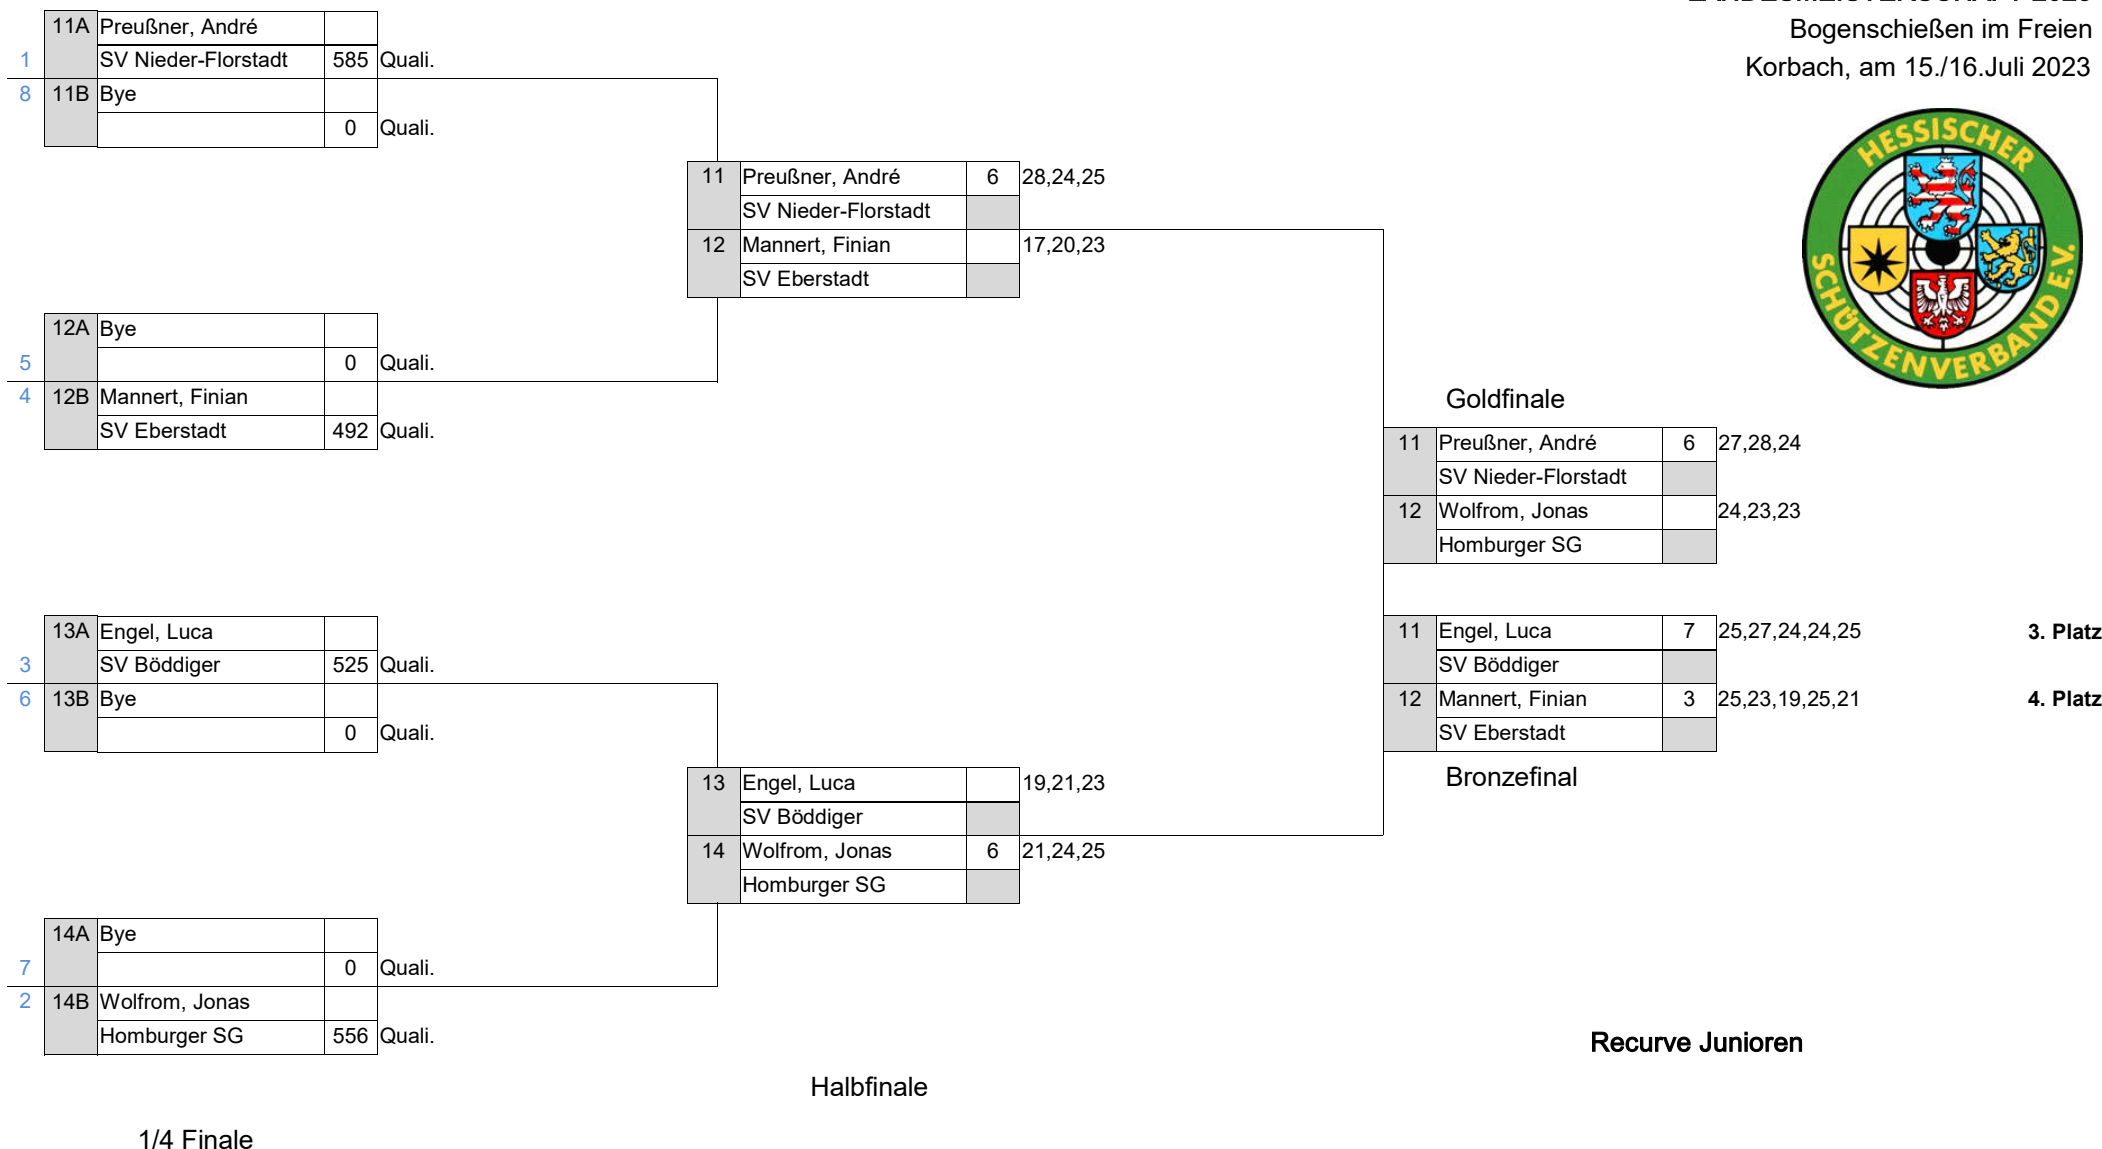 Bogenschießen im Freien
Korbach, am 15./16.Juli 2023
HESSISCHER
SCHÜTZENVERBAND E.V.
11A Preußner, André
1 SV Nieder-Florstadt 585 Quali.
8 11B Bye
0 Quali.
11 Preußner, André 6 28,24,25
SV Nieder-Florstadt
12 Mannert, Finian 17,20,23
SV Eberstadt
12A Bye
5 0 Quali.
4 12B Mannert, Finian
SV Eberstadt 492 Quali.
Goldfinale
11 Preußner, André 6 27,28,24
SV Nieder-Florstadt
12 Wolfrom, Jonas 24,23,23
Homburger SG
13A Engel, Luca
3 SV Böddiger 525 Quali.
6 13B Bye
0 Quali.
11 Engel, Luca 7 25,27,24,24,25 3. Platz
SV Böddiger
12 Mannert, Finian 3 25,23,19,25,21 4. Platz
SV Eberstadt
Bronzefinal
13 Engel, Luca 19,21,23
SV Böddiger
14 Wolfrom, Jonas 6 21,24,25
Homburger SG
14A Bye
7 0 Quali.
2 14B Wolfrom, Jonas
Homburger SG 556 Quali.
Recurve Junioren
Halbfinale
1/4 Finale